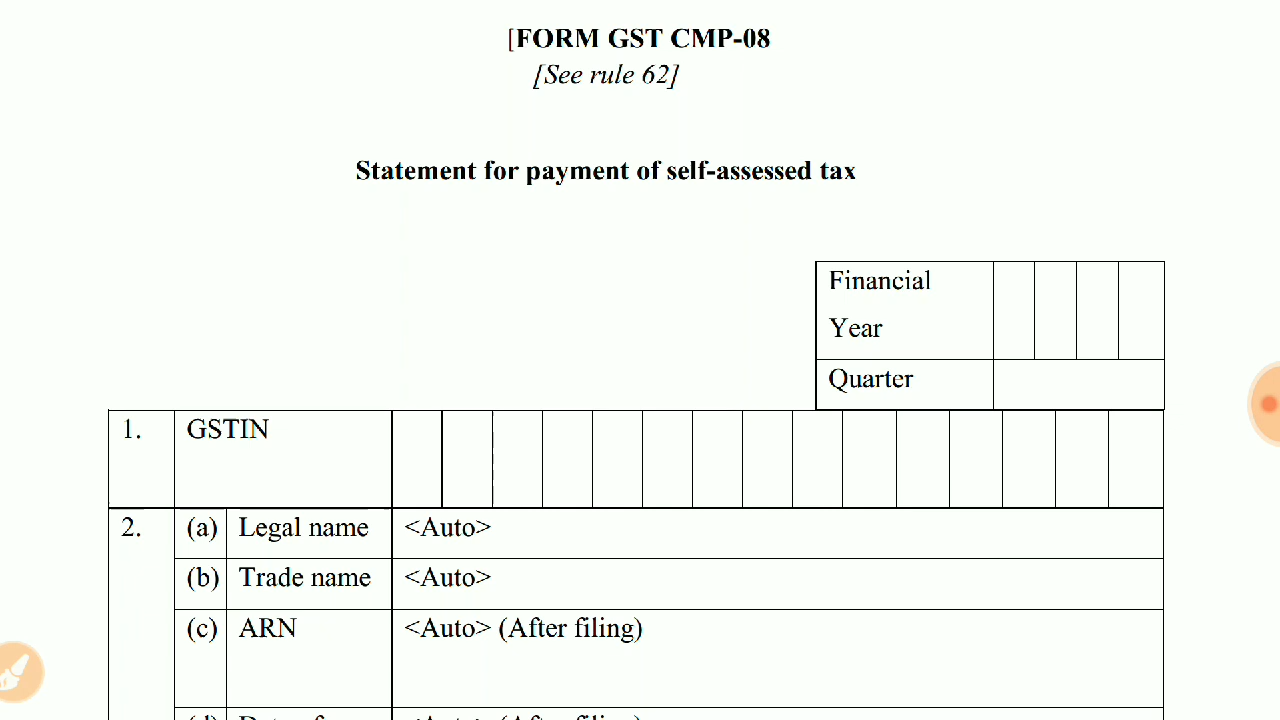 [FORM GST CMP-08
[See rule 62]
Statement for payment of self-assessed tax
Financial
Year
Quarter
1. GSTIN
2. (a) Legal name <Auto>
(b) Trade name <Auto>
(c) ARN <Auto> (After filing)